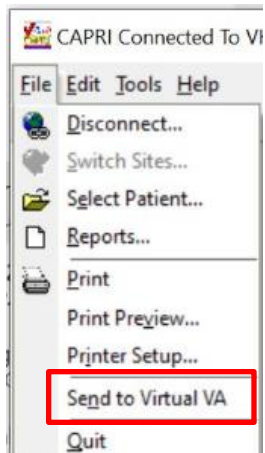 CAPRI Connected To
File Edit Tools Help
Disconnect...
Switch Sites...
Select Patient...
Reports...
Print
Print Preview...
Printer Setup...
Send to Virtual VA
Quit